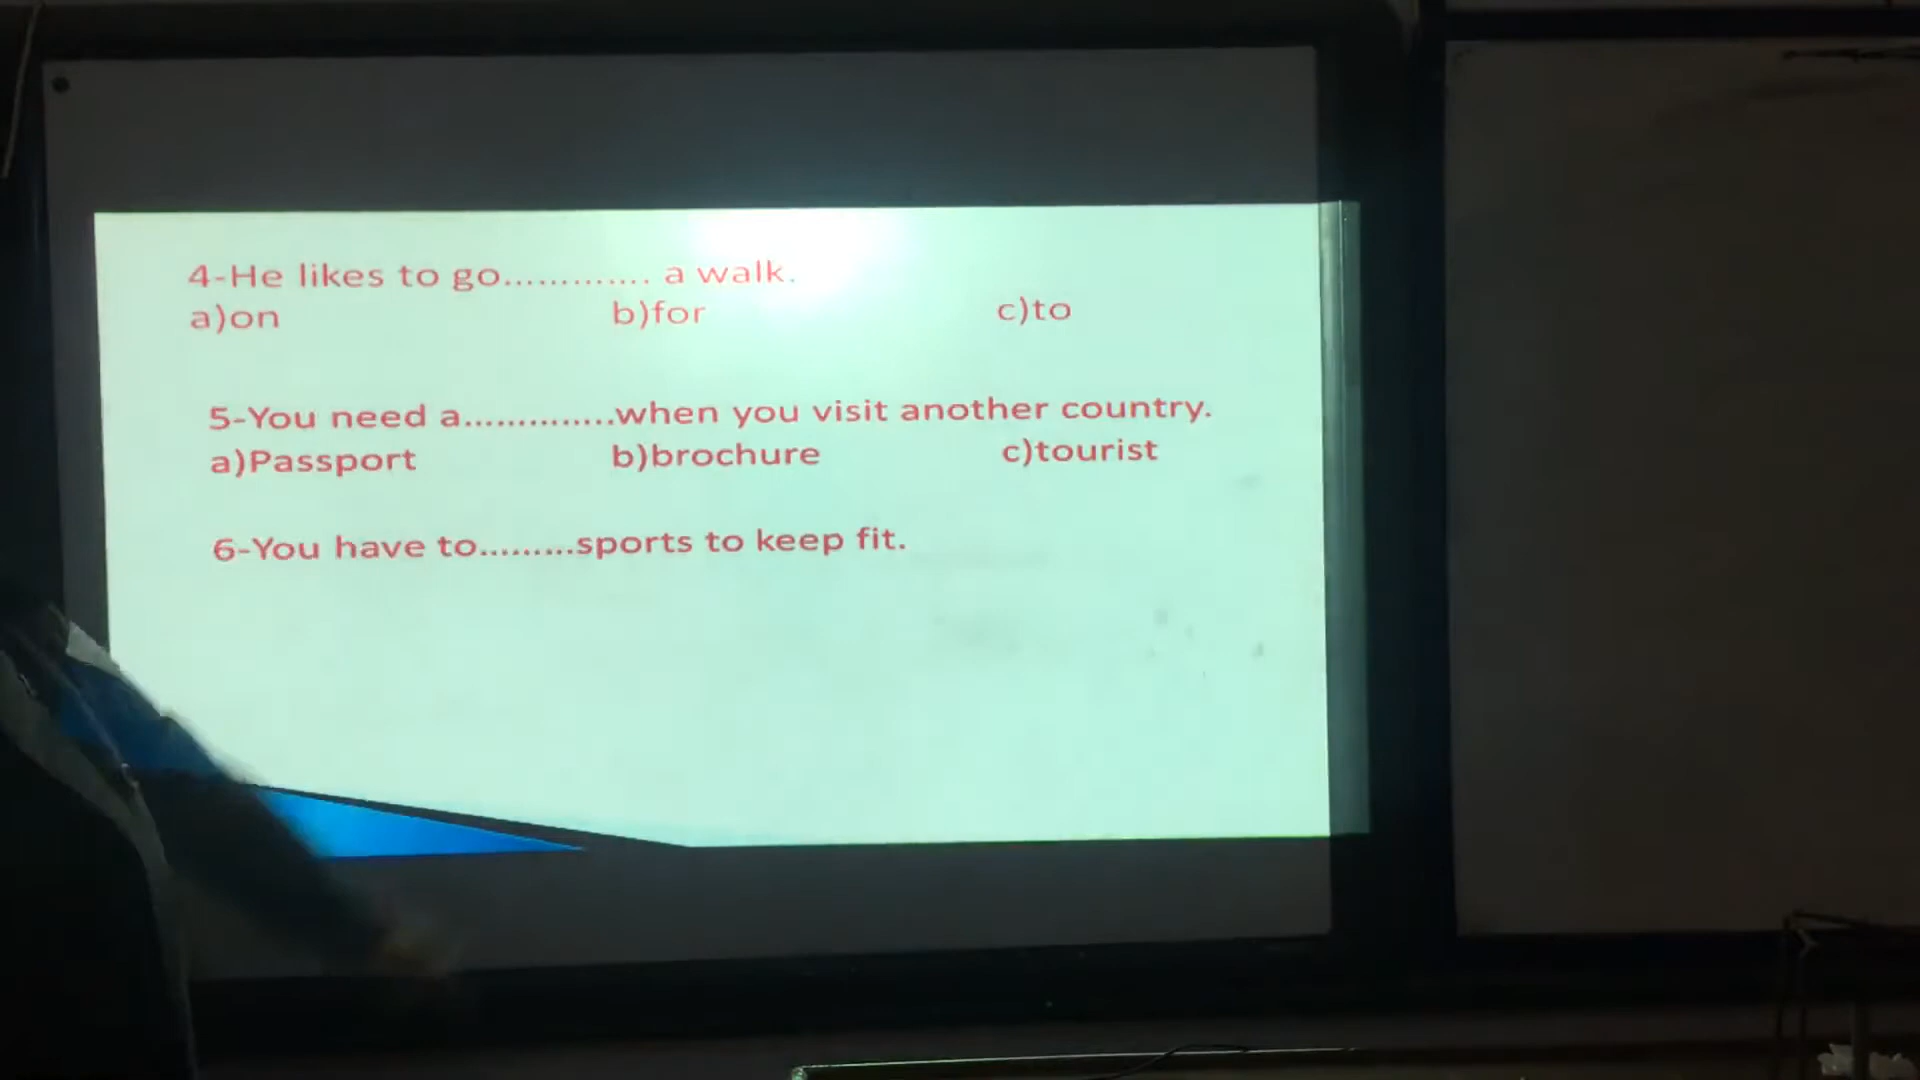 4-He likes to go............. a walk.
a)on b)for c)to
5-You need a..............when you visit another country.
a)Passport b)brochure c)tourist
6-You have to.........sports to keep fit.